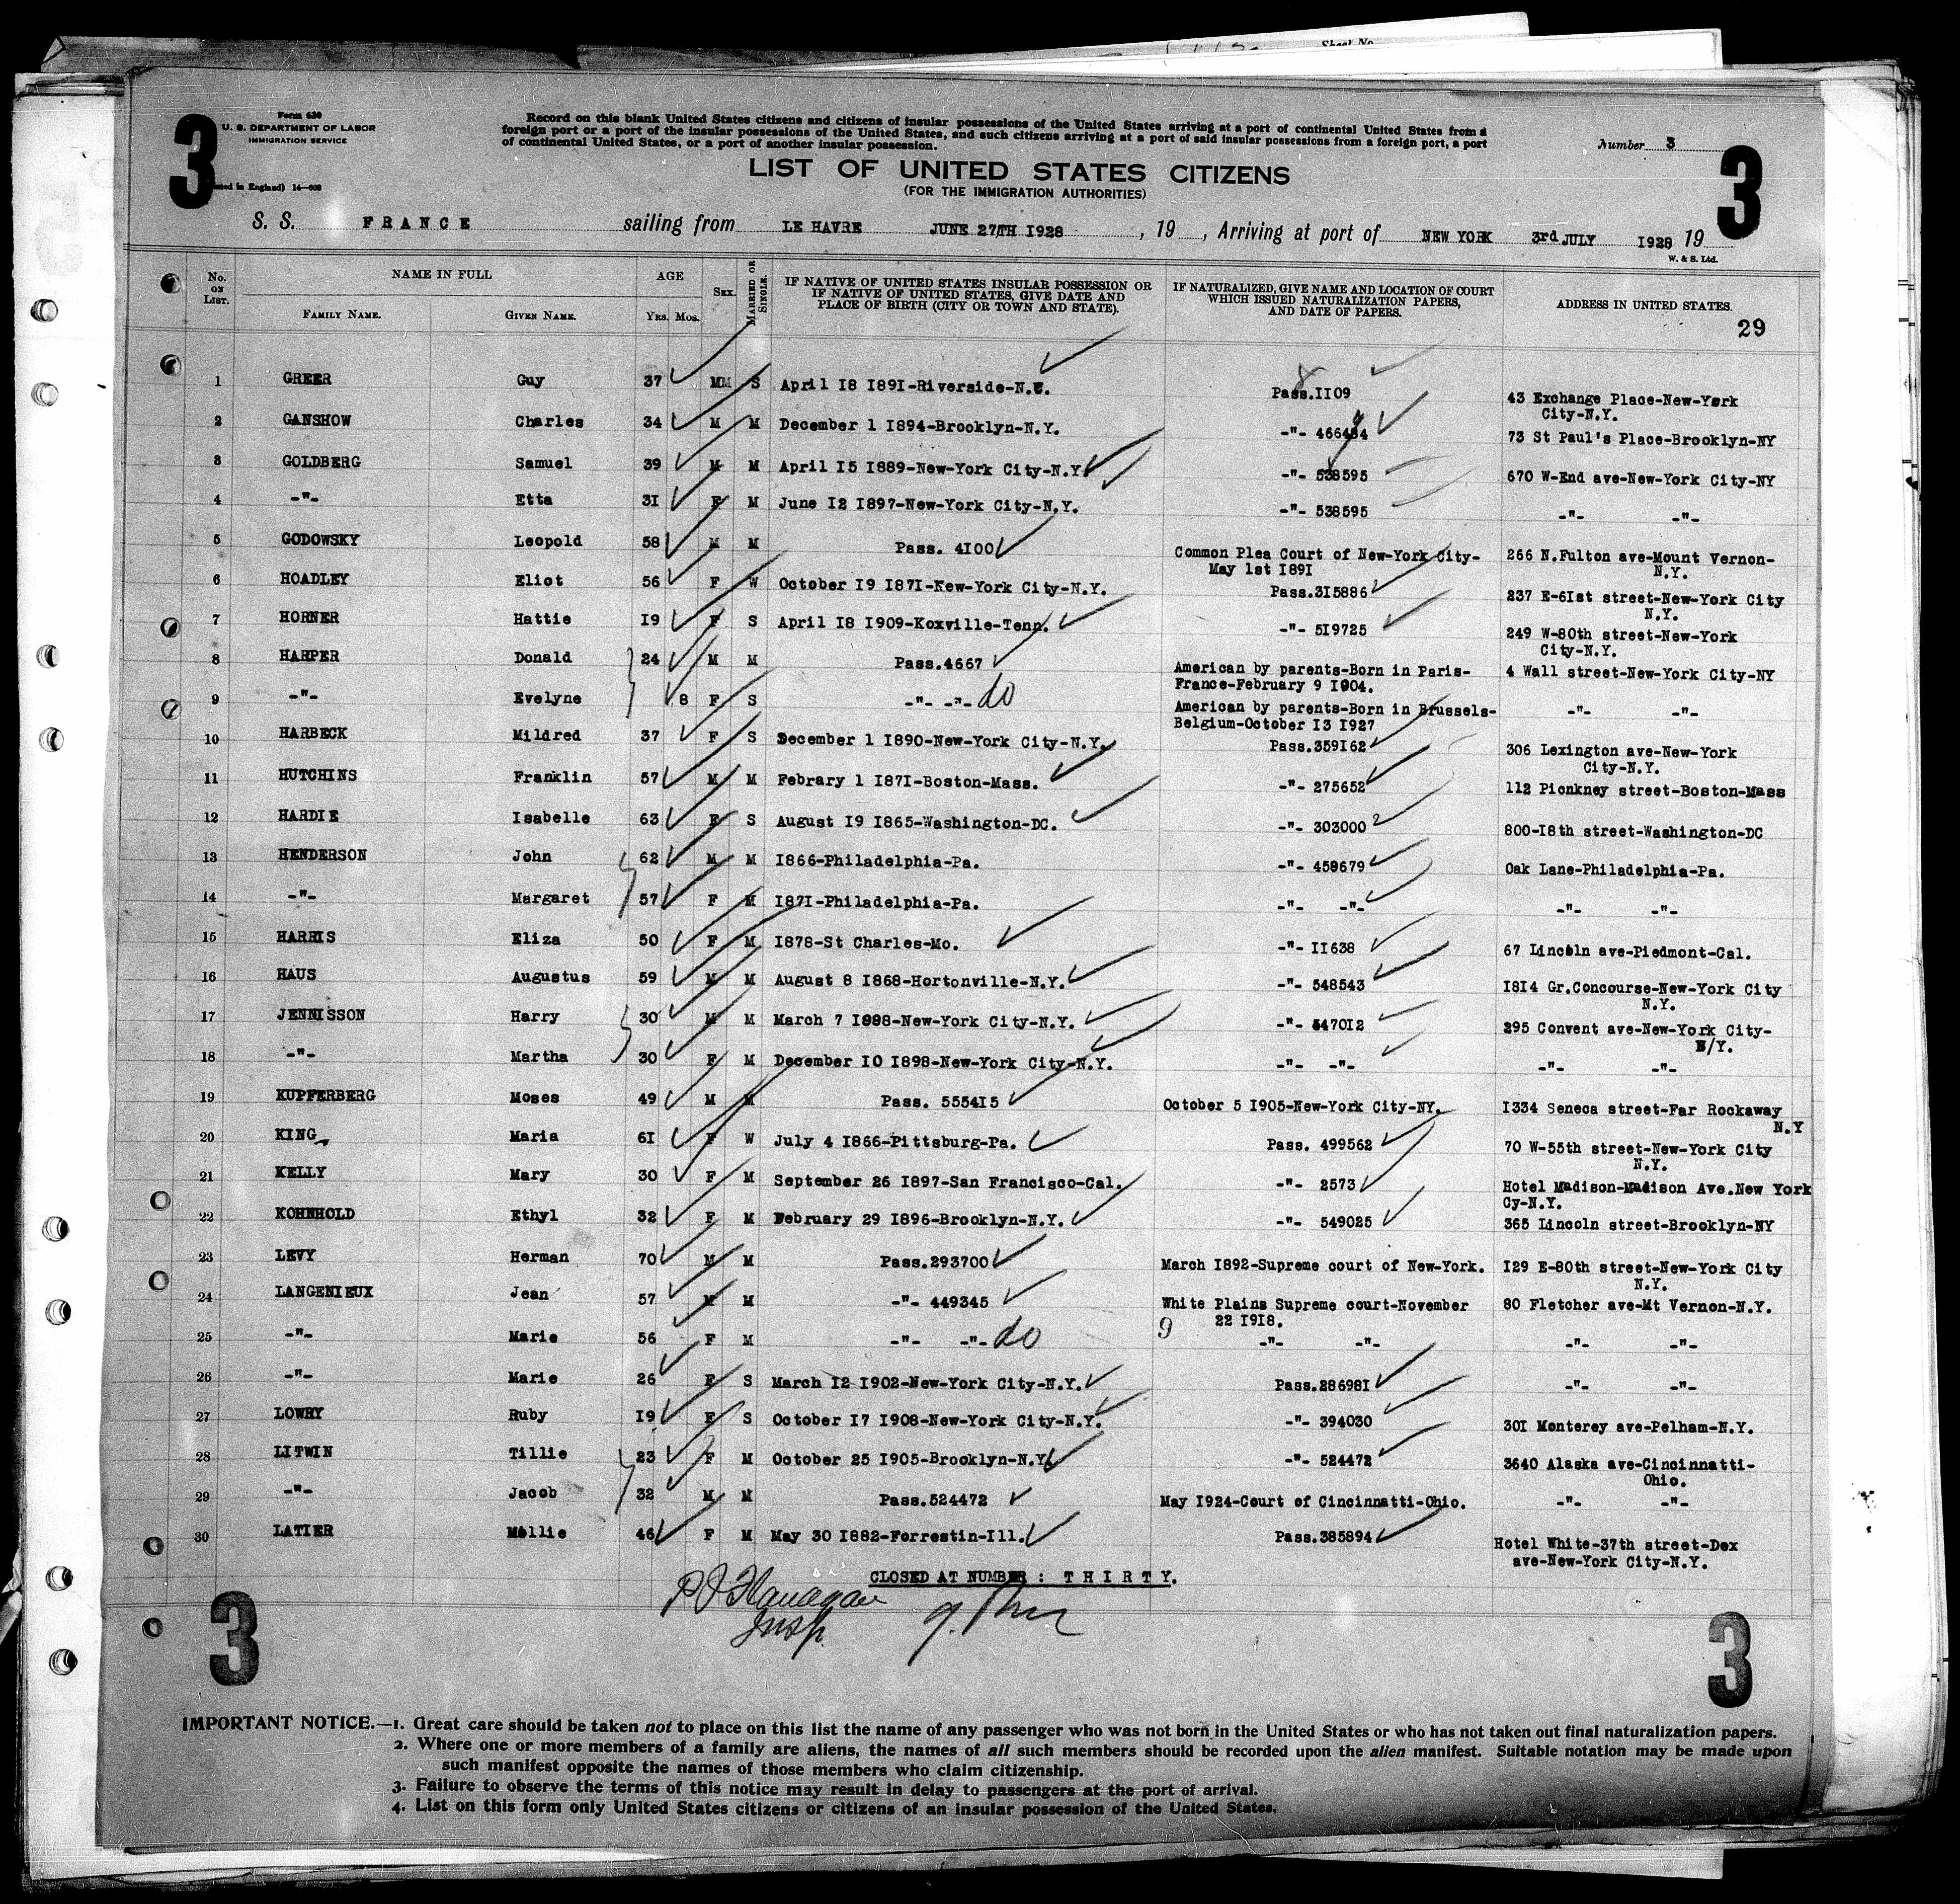 Sheet No.
3
Form 630
U. S. DEPARTMENT OF LABOR
IMMIGRATION SERVICE
in England) 14—608
Record on this blank United States citizens and citizens of insular possessions of the United States arriving at a port of continental United States from a
foreign port or a port of the insular possessions of the United States, and such citizens arriving at a port of said insular possessions from a foreign port, a port
of continental United States, or a port of another insular possession.
Number 3
3
LIST OF UNITED STATES CITIZENS
(FOR THE IMMIGRATION AUTHORITIES)
S. S. FRANCE sailing from LE HAVRE JUNE 27TH 1928 , 19 , Arriving at port of NEW YORK 3rd JULY 1928 19
W. & S. Ltd.
No. ON LIST. NAME IN FULL FAMILY NAME. GIVEN NAME. AGE YRS. MOS. SEX. MARRIED OR SINGLE. IF NATIVE OF UNITED STATES INSULAR POSSESSION OR IF NATIVE OF UNITED STATES, GIVE DATE AND PLACE OF BIRTH (CITY OR TOWN AND STATE). IF NATURALIZED, GIVE NAME AND LOCATION OF COURT WHICH ISSUED NATURALIZATION PAPERS, AND DATE OF PAPERS. ADDRESS IN UNITED STATES.
29
1 GREER Guy 37 MM S April 18 1891-Riverside-N.C. Pass.1109 43 Exchange Place-New-York
City-N.Y.
2 GANSHOW Charles 34 M M December 1 1894-Brooklyn-N.Y. -"- 466484 73 St Paul's Place-Brooklyn-NY
3 GOLDBERG Samuel 39 M M April 15 1889-New-York City-N.Y. -"- 538595 670 W-End ave-New-York City-NY
4 -"- Etta 31 F M June 12 1897-New-York City-N.Y. -"- 538595 -"- -"-
5 GODOWSKY Leopold 58 M M Pass. 4100 Common Plea Court of New-York City- 266 N.Fulton ave-Mount Vernon-
May 1st 1891 N.Y.
6 HOADLEY Eliot 56 F W October 19 1871-New-York City-N.Y. Pass.315886 237 E-61st street-New-York City
N.Y.
7 HORNER Hattie 19 F S April 18 1909-Koxville-Tenn. -"- 519725 249 W-80th street-New-York
City-N.Y.
8 HARPER Donald 24 M M Pass.4667 American by parents-Born in Paris- 4 Wall street-New-York City-NY
France-February 9 1904.
9 -"- Evelyne 8 F S -"- -"- do American by parents-Born in Brussels- -"- -"-
Belgium-October 13 1927
10 HARBECK Mildred 37 F S December 1 1890-New-York City-N.Y. Pass.359162 306 Lexington ave-New-York
City-N.Y.
11 HUTCHINS Franklin 57 M M Febrary 1 1871-Boston-Mass. -"- 275652 112 Pionkney street-Boston-Mass
12 HARDIE Isabelle 63 F S August 19 1865-Washington-DC. -"- 303000 800-18th street-Washington-DC
13 HENDERSON John 62 M M 1866-Philadelphia-Pa. -"- 458679 Oak Lane-Philadelphia-Pa.
14 -"- Margaret 57 F M 1871-Philadelphia-Pa. -"- -"- -"- -"-
15 HARRIS Eliza 50 F M 1878-St Charles-Mo. -"- 11638 67 Lincoln ave-Piedmont-Cal.
16 HAUS Augustus 59 M M August 8 1868-Hortonville-N.Y. -"- 548543 1814 Gr.Concourse-New-York City
N.Y.
17 JENNISSON Harry 30 M M March 7 1898-New-York City-N.Y. -"- 547012 295 Convent ave-New-York City-
N/Y.
18 -"- Martha 30 F M December 10 1898-New-York City-N.Y. -"- -"- -"- -"-
19 KUPFERBERG Moses 49 M M Pass. 555415 October 5 1905-New-York City-NY. 1334 Seneca street-Far Rockaway
N.Y
20 KING Maria 61 F W July 4 1866-Pittsburg-Pa. Pass. 499562 70 W-55th street-New-York City
N.Y.
21 KELLY Mary 30 F M September 26 1897-San Francisco-Cal. -"- 2573 Hotel Madison-Madison Ave.New York
Cy-N.Y.
22 KOHNHOLD Ethyl 32 F M February 29 1896-Brooklyn-N.Y. -"- 549025 365 Lincoln street-Brooklyn-NY
23 LEVY Herman 70 M M Pass.293700 March 1892-Supreme court of New-York. 129 E-80th street-New-York City
N.Y.
24 LANGENIEUX Jean 57 M M -"- 449345 White Plains Supreme court-November 80 Fletcher ave-Mt Vernon-N.Y.
22 1918.
25 -"- Marie 56 F M -"- -"- do 9 -"- -"- -"- -"-
26 -"- Marie 26 F S March 12 1902-New-York City-N.Y. Pass.286981 -"- -"-
27 LOWRY Ruby 19 F S October 17 1908-New-York City-N.Y. -"- 394030 301 Monterey ave-Pelham-N.Y.
28 LITWIN Tillie 23 F M October 25 1905-Brooklyn-N.Y. -"- 524472 3640 Alaska ave-Cincinnatti-
Ohio.
29 -"- Jacob 32 M M Pass.524472 May 1924-Court of Cincinnatti-Ohio. -"- -"-
30 LATIER Mollie 46 F M May 30 1882-Forrestin-Ill. Pass.385894 Hotel White-37th street-Dex
ave-New-York City-N.Y.
CLOSED AT NUMBER : THIRTY.
P J Flanagan
Insp.
3
3
IMPORTANT NOTICE.—1. Great care should be taken not to place on this list the name of any passenger who was not born in the United States or who has not taken out final naturalization papers.
2. Where one or more members of a family are aliens, the names of all such members should be recorded upon the alien manifest. Suitable notation may be made upon
such manifest opposite the names of those members who claim citizenship.
3. Failure to observe the terms of this notice may result in delay to passengers at the port of arrival.
4. List on this form only United States citizens or citizens of an insular possession of the United States.